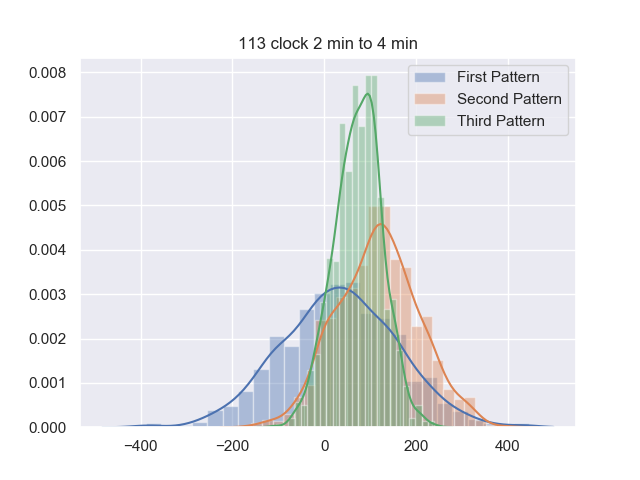 113 clock 2 min to 4 min
First Pattern
Second Pattern
Third Pattern
0.008
0.007
0.006
0.005
0.004
0.003
0.002
0.001
0.000
−400 −200 0 200 400